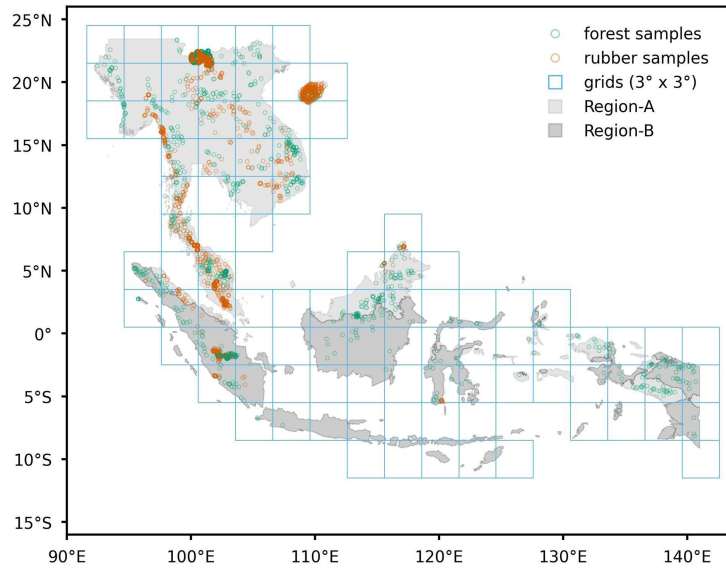 25°N
20°N
15°N
10°N
5°N
0°
5°S
10°S
15°S
90°E
100°E
110°E
120°E
130°E
140°E
forest samples
rubber samples
grids (3° x 3°)
Region-A
Region-B